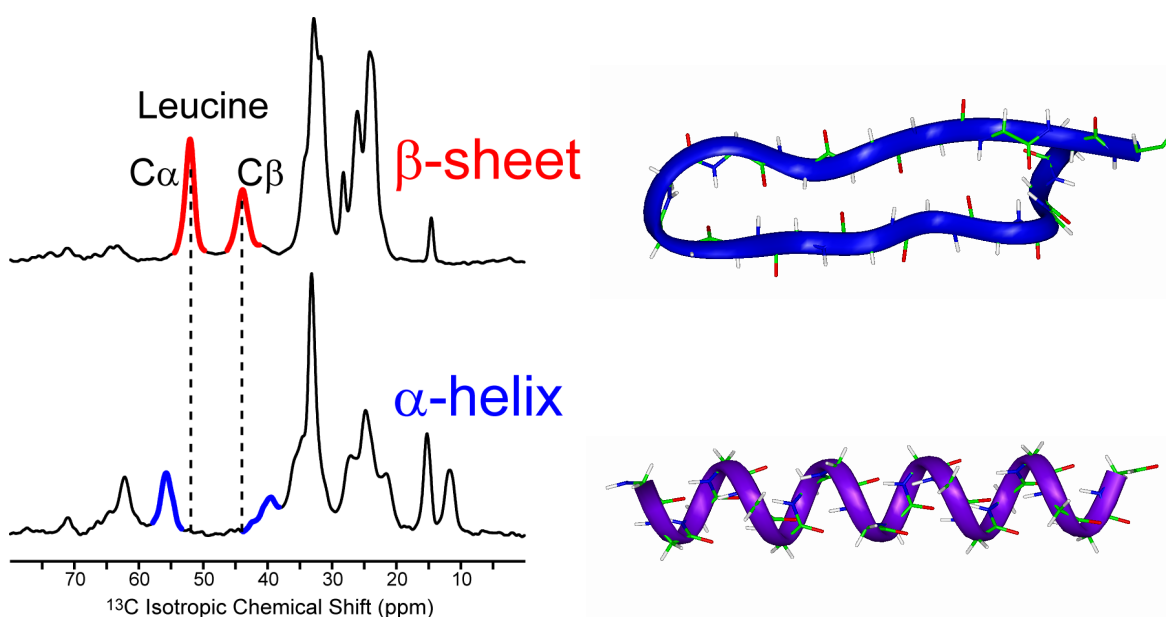 Leucine
Cα Cβ
β-sheet
α-helix
70 60 50 40 30 20 10
¹³C Isotropic Chemical Shift (ppm)